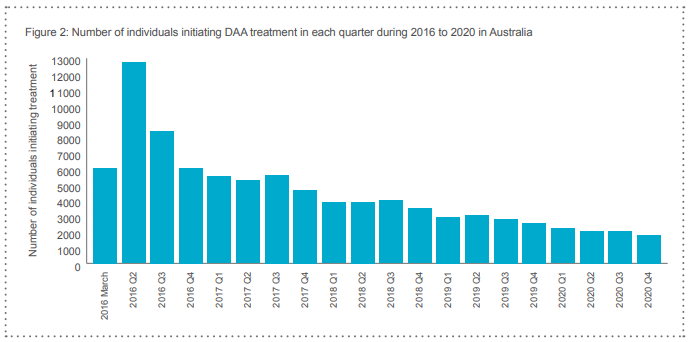 Figure 2: Number of individuals initiating DAA treatment in each quarter during 2016 to 2020 in Australia
Number of individuals initiating treatment
13000
12000
11000
10000
9000
8000
7000
6000
5000
4000
3000
2000
1000
0
2016 March
2016 Q2
2016 Q3
2016 Q4
2017 Q1
2017 Q2
2017 Q3
2017 Q4
2018 Q1
2018 Q2
2018 Q3
2018 Q4
2019 Q1
2019 Q2
2019 Q3
2019 Q4
2020 Q1
2020 Q2
2020 Q3
2020 Q4